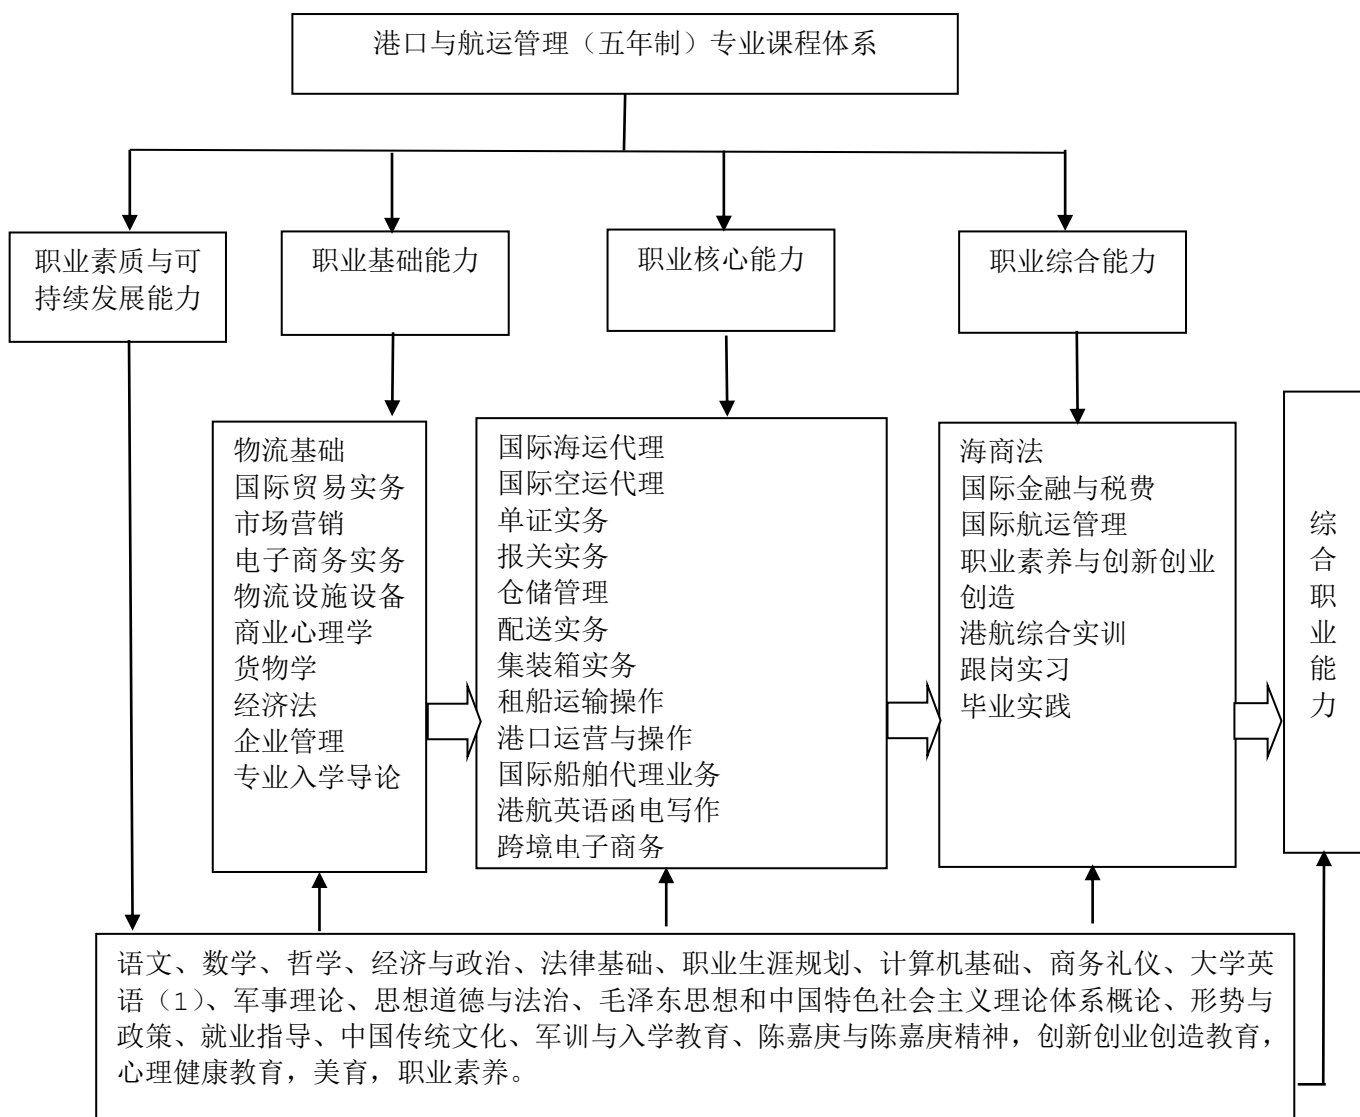 港口与航运管理（五年制）专业课程体系
职业素质与可
持续发展能力
职业基础能力
职业核心能力
职业综合能力
物流基础
国际贸易实务
市场营销
电子商务实务
物流设施设备
商业心理学
货物学
经济法
企业管理
专业入学导论
国际海运代理
国际空运代理
单证实务
报关实务
仓储管理
配送实务
集装箱实务
租船运输操作
港口运营与操作
国际船舶代理业务
港航英语函电写作
跨境电子商务
海商法
国际金融与税费
国际航运管理
职业素养与创新创业
创造
港航综合实训
跟岗实习
毕业实践
综
合
职
业
能
力
语文、数学、哲学、经济与政治、法律基础、职业生涯规划、计算机基础、商务礼仪、大学英
语（1）、军事理论、思想道德与法治、毛泽东思想和中国特色社会主义理论体系概论、形势与
政策、就业指导、中国传统文化、军训与入学教育、陈嘉庚与陈嘉庚精神，创新创业创造教育，
心理健康教育，美育，职业素养。